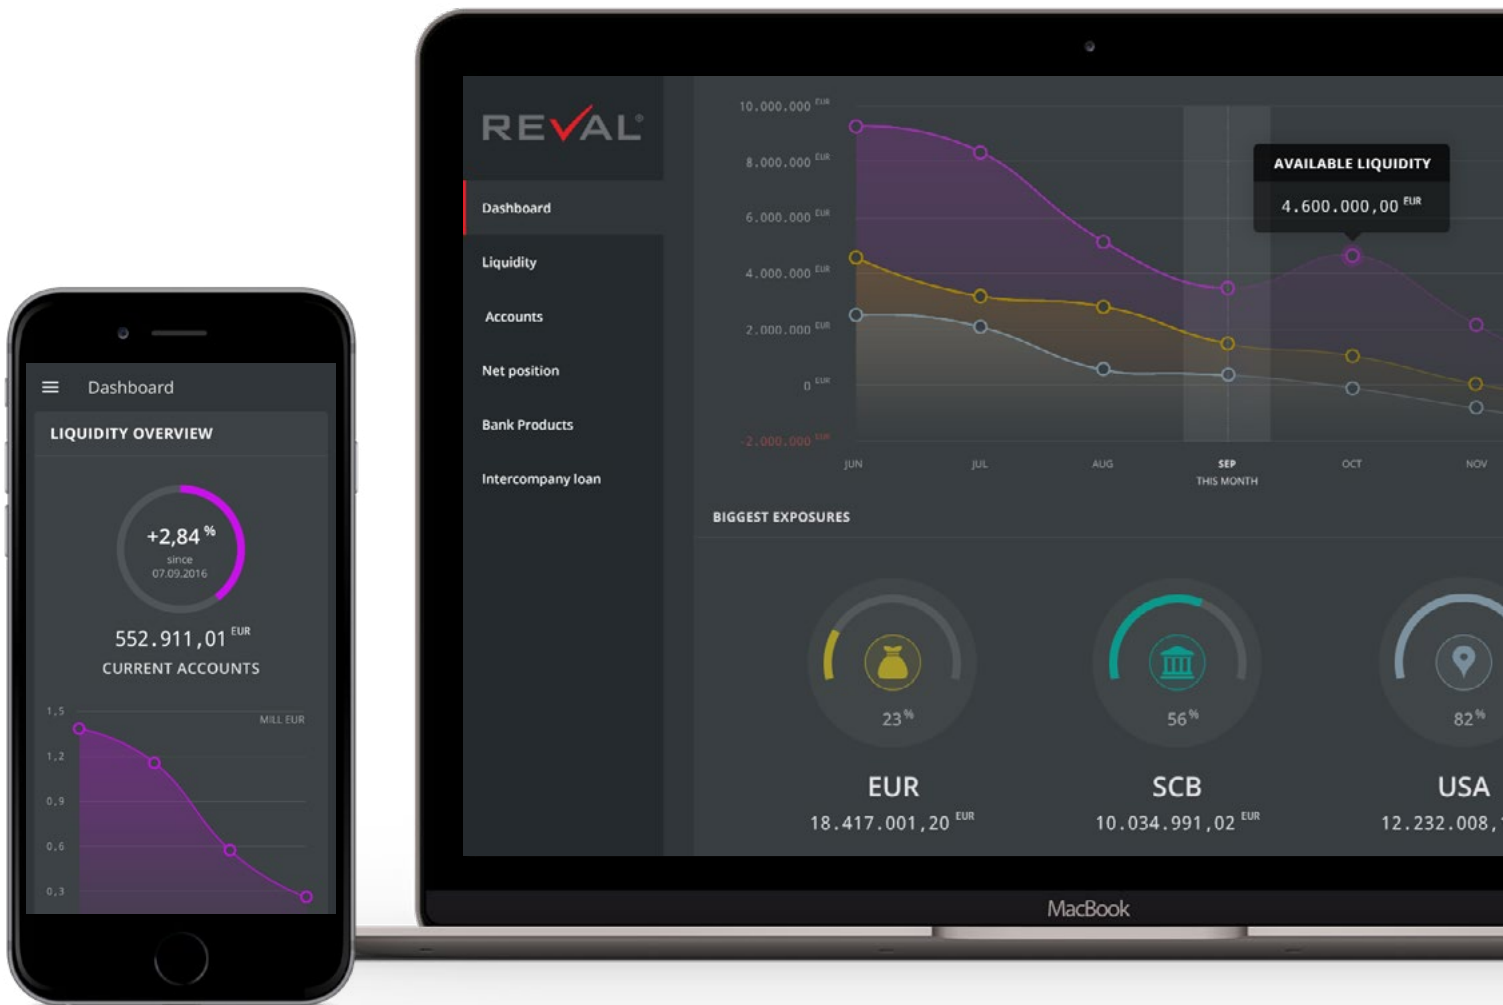 Dashboard
LIQUIDITY OVERVIEW
+2,84 %
since
07.09.2016
552.911,01 EUR
CURRENT ACCOUNTS
1,5
MILL EUR
1,2
0,9
0,6
0,3
REVAL®
Dashboard
Liquidity
Accounts
Net position
Bank Products
Intercompany loan
10.000.000 EUR
8.000.000 EUR
6.000.000 EUR
4.000.000 EUR
2.000.000 EUR
0 EUR
-2.000.000 EUR
AVAILABLE LIQUIDITY
4.600.000,00 EUR
JUN JUL AUG SEP OCT NOV
THIS MONTH
BIGGEST EXPOSURES
23% 56% 82%
EUR SCB USA
18.417.001,20 EUR 10.034.991,02 EUR 12.232.008,
MacBook